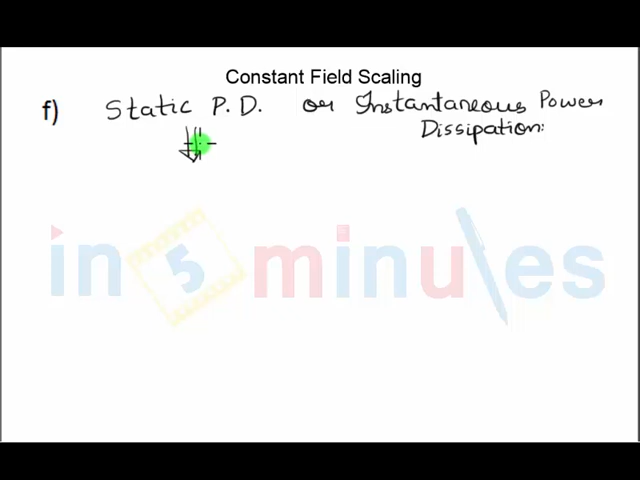 Constant Field Scaling
f) Static P.D. or Instantaneous Power
Dissipation:
in 5 minutes